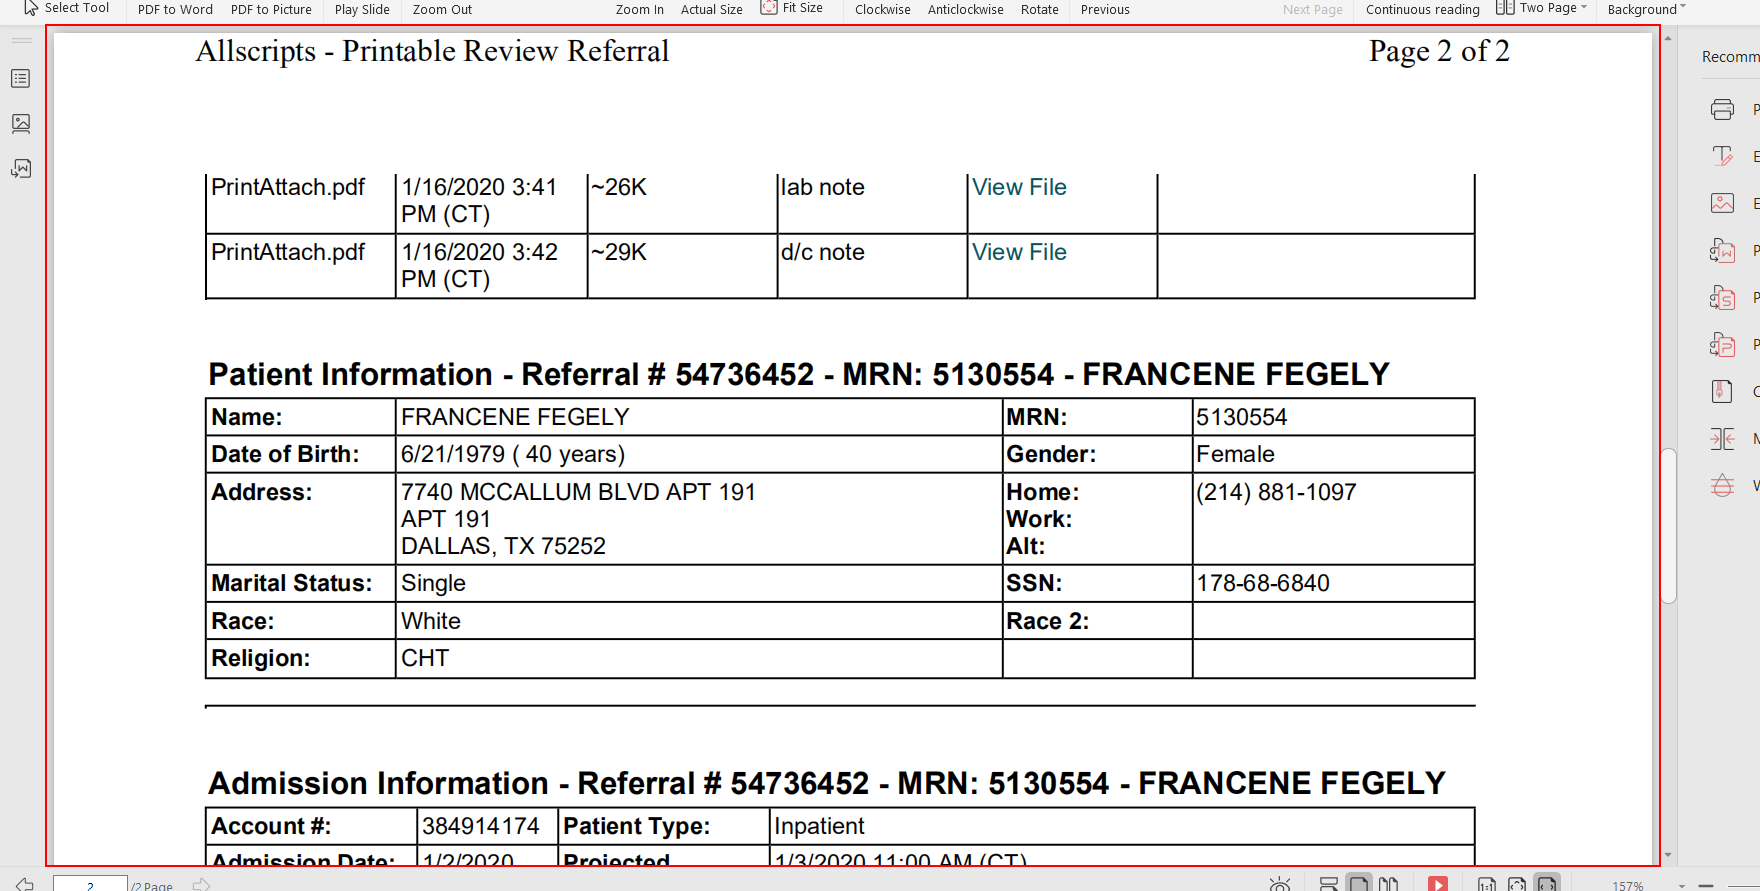 Select Tool PDF to Word PDF to Picture Play Slide Zoom Out Zoom In Actual Size Fit Size Clockwise Anticlockwise Rotate Previous Next Page Continuous reading Two Page Background
Allscripts - Printable Review Referral Page 2 of 2
Recomm
PrintAttach.pdf 1/16/2020 3:41 ~26K lab note View File
PM (CT)
PrintAttach.pdf 1/16/2020 3:42 ~29K d/c note View File
PM (CT)
Patient Information - Referral # 54736452 - MRN: 5130554 - FRANCENE FEGELY
Name: FRANCENE FEGELY MRN: 5130554
Date of Birth: 6/21/1979 ( 40 years) Gender: Female
Address: 7740 MCCALLUM BLVD APT 191 Home: (214) 881-1097
APT 191 Work:
DALLAS, TX 75252 Alt:
Marital Status: Single SSN: 178-68-6840
Race: White Race 2:
Religion: CHT
Admission Information - Referral # 54736452 - MRN: 5130554 - FRANCENE FEGELY
Account #: 384914174 Patient Type: Inpatient
Admission Date: 1/2/2020 Projected 1/3/2020 11:00 AM (CT)
2 /2 Page 157%